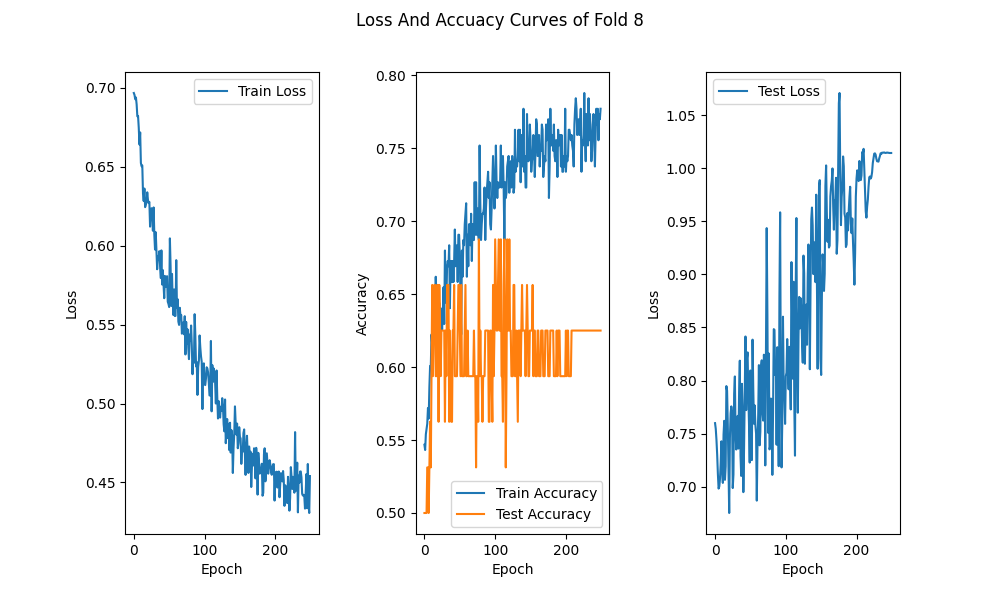 Loss And Accuacy Curves of Fold 8
0.70
0.65
0.60
0.55
0.50
0.45
Loss
0
100
200
Epoch
Train Loss
0.80
0.75
0.70
0.65
0.60
0.55
0.50
Accuracy
0
100
200
Epoch
Train Accuracy
Test Accuracy
1.05
1.00
0.95
0.90
0.85
0.80
0.75
0.70
Loss
0
100
200
Epoch
Test Loss